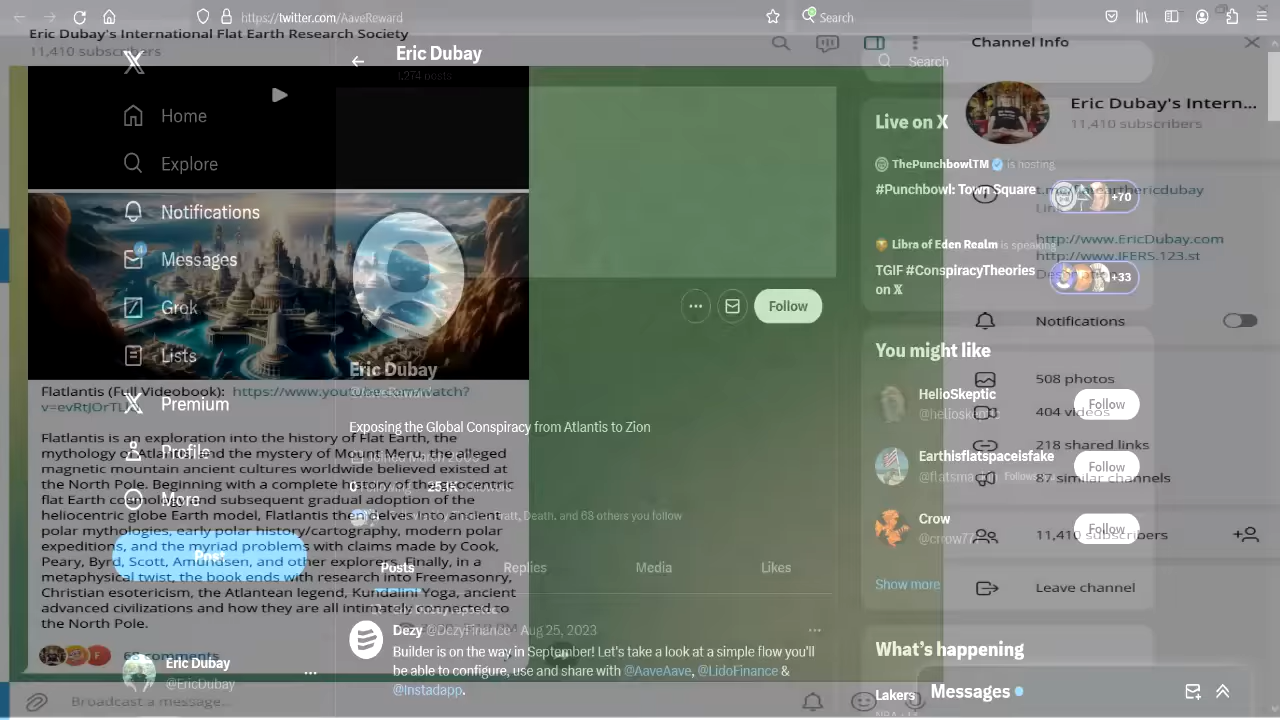 https://twitter.com/AaveReward
Search
Eric Dubay's International Flat Earth Research Society
11,410 subscribers
Eric Dubay
1,274 posts
Search
Channel Info
Home
Explore
Notifications
Messages
Grok
Lists
Premium
Profile
More
Post
Eric Dubay
@EricDubay
Flatlantis (Full Videobook): https://www.youtube.com/watch?
Flatlantis is an exploration into the history of Flat Earth, the
mythology of Atlantis and the mystery of Mount Meru, the alleged
magnetic mountain ancient cultures worldwide believed existed at
the North Pole. Beginning with a complete history of the geocentric
flat Earth cosmology and subsequent gradual adoption of the
heliocentric globe Earth model, Flatlantis then delves into ancient
polar mythologies, early polar history/cartography, modern polar
expeditions, and the myriad problems with claims made by Cook,
Peary, Byrd, Scott, Amundsen, and other explorers. Finally, in a
metaphysical twist, the book ends with research into Freemasonry,
Christian esotericism, the Atlantean legend, Kundalini Yoga, ancient
advanced civilizations and how they are all intimately connected to
the North Pole.
68 comments
Broadcast a message...
Follow
Eric Dubay
@AaveReward
Exposing the Global Conspiracy from Atlantis to Zion
Death, and 68 others you follow
Posts
Replies
Media
Likes
Dezy @DezyFinance · Aug 25, 2023
Builder is on the way in September! Let's take a look at a simple flow you'll
be able to configure, use and share with @AaveAave, @LidoFinance &
@Instadapp.
Live on X
ThePunchbowlTM is hosting
#Punchbowl: Town Square
+70
Libra of Eden Realm is speaking
TGIF #ConspiracyTheories
on X
+33
You might like
HelioSkeptic
@helioskeptic
Follow
Earthisflatspaceisfake
Follow
Crow
Follow
Show more
What's happening
Lakers
Messages
Eric Dubay's Intern...
11,410 subscribers
t.me/flatearthericdubay
Link
http://www.EricDubay.com
http://www.IFERS.123.st
Description
Notifications
508 photos
404 videos
218 shared links
87 similar channels
11,410 subscribers
Leave channel